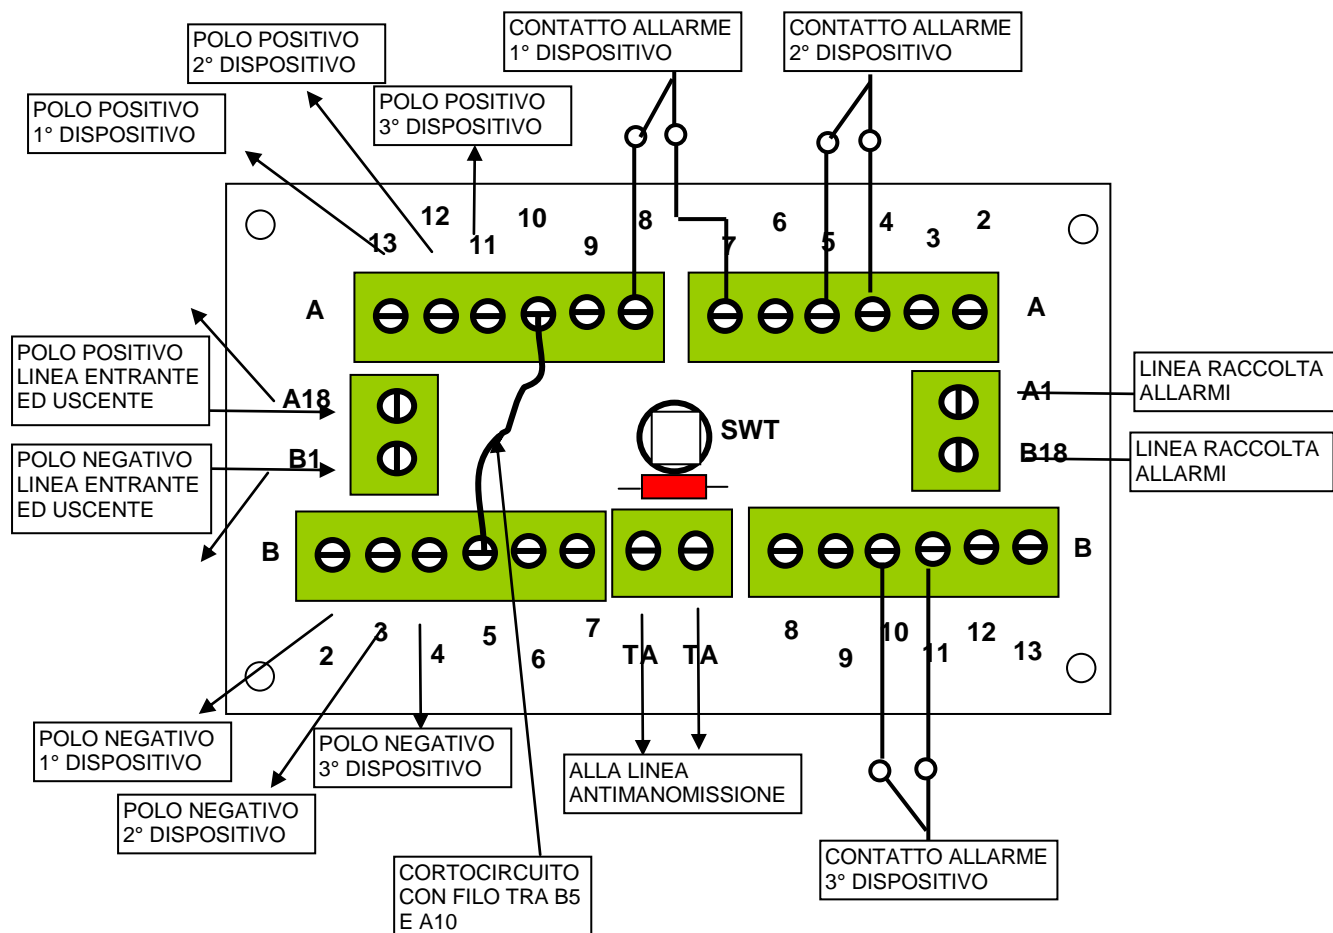 CONTATTO ALLARME
1° DISPOSITIVO
CONTATTO ALLARME
2° DISPOSITIVO
POLO POSITIVO
2° DISPOSITIVO
POLO POSITIVO
1° DISPOSITIVO
POLO POSITIVO
3° DISPOSITIVO
13 12 11 10 9 8 7 6 5 4 3 2
A A
POLO POSITIVO
LINEA ENTRANTE
ED USCENTE
A18
A1
LINEA RACCOLTA
ALLARMI
SWT
POLO NEGATIVO
LINEA ENTRANTE
ED USCENTE
B1
B18
LINEA RACCOLTA
ALLARMI
B B
2 3 4 5 6 7 TA TA 8 9 10 11 12 13
POLO NEGATIVO
1° DISPOSITIVO
POLO NEGATIVO
3° DISPOSITIVO
ALLA LINEA
ANTIMANOMISSIONE
POLO NEGATIVO
2° DISPOSITIVO
CONTATTO ALLARME
3° DISPOSITIVO
CORTOCIRCUITO
CON FILO TRA B5
E A10